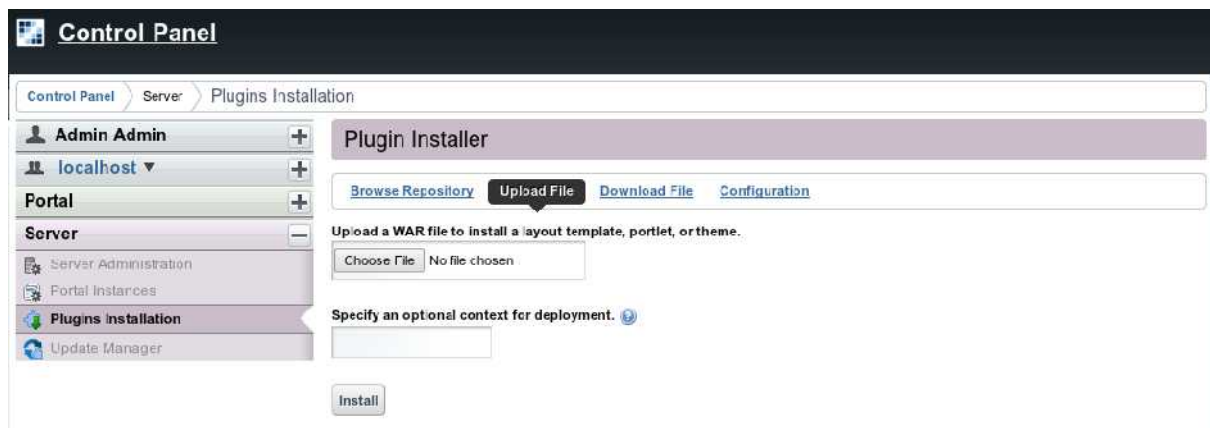 Control Panel
Control Panel Server Plugins Installation
Admin Admin
localhost ▼
Portal
Server
Server Administration
Portal Instances
Plugins Installation
Update Manager
Plugin Installer
Browse Repository Upload File Download File Configuration
Upload a WAR file to install a layout template, portlet, or theme.
Choose File No file chosen
Specify an optional context for deployment.
Install